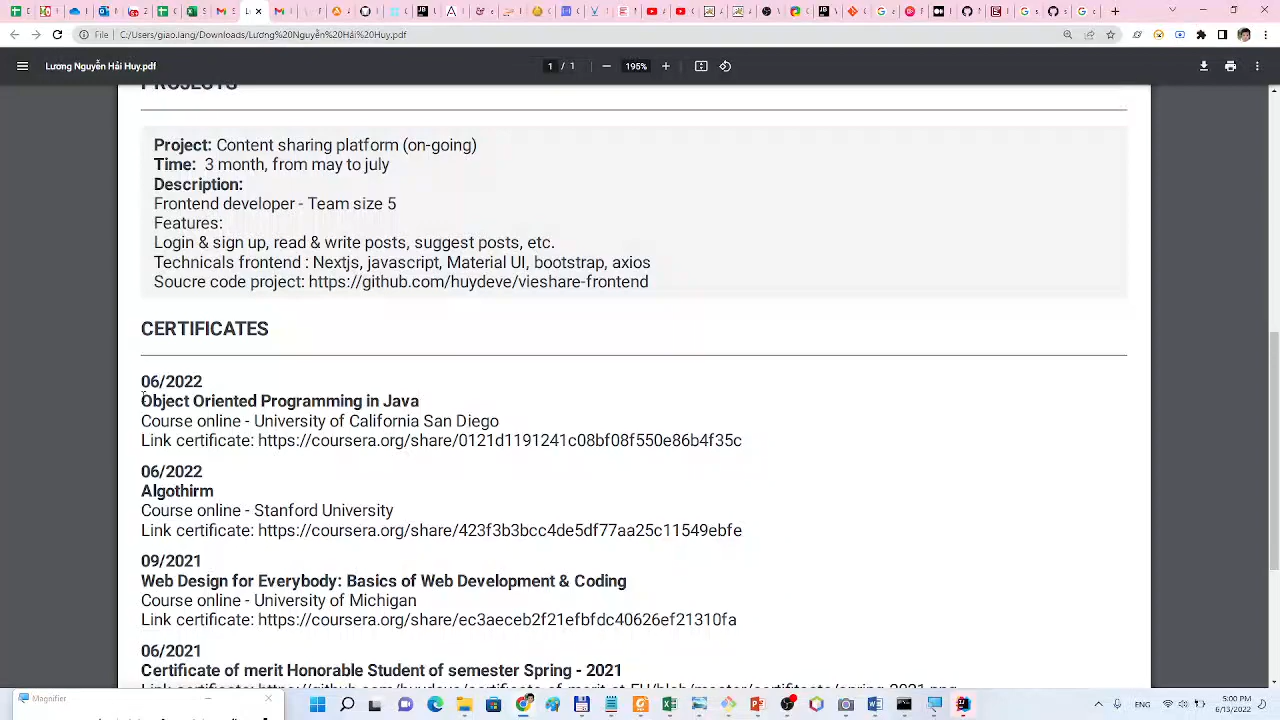 File
C:/Users/giao.lang/Downloads/Lương%20Nguyễn%20Hải%20Huy.pdf
Lương Nguyễn Hải Huy.pdf
1 / 1
195%
PROJECTS
Project: Content sharing platform (on-going)
Time: 3 month, from may to july
Description:
Frontend developer - Team size 5
Features:
Login & sign up, read & write posts, suggest posts, etc.
Technicals frontend : Nextjs, javascript, Material UI, bootstrap, axios
Soucre code project: https://github.com/huydeve/vieshare-frontend
CERTIFICATES
06/2022
Object Oriented Programming in Java
Course online - University of California San Diego
Link certificate: https://coursera.org/share/0121d1191241c08bf08f550e86b4f35c
06/2022
Algothirm
Course online - Stanford University
Link certificate: https://coursera.org/share/423f3b3bcc4de5df77aa25c11549ebfe
09/2021
Web Design for Everybody: Basics of Web Development & Coding
Course online - University of Michigan
Link certificate: https://coursera.org/share/ec3aeceb2f21efbfdc40626ef21310fa
06/2021
Certificate of merit Honorable Student of semester Spring - 2021
Magnifier
ENG
5:00 PM
6/13/2022